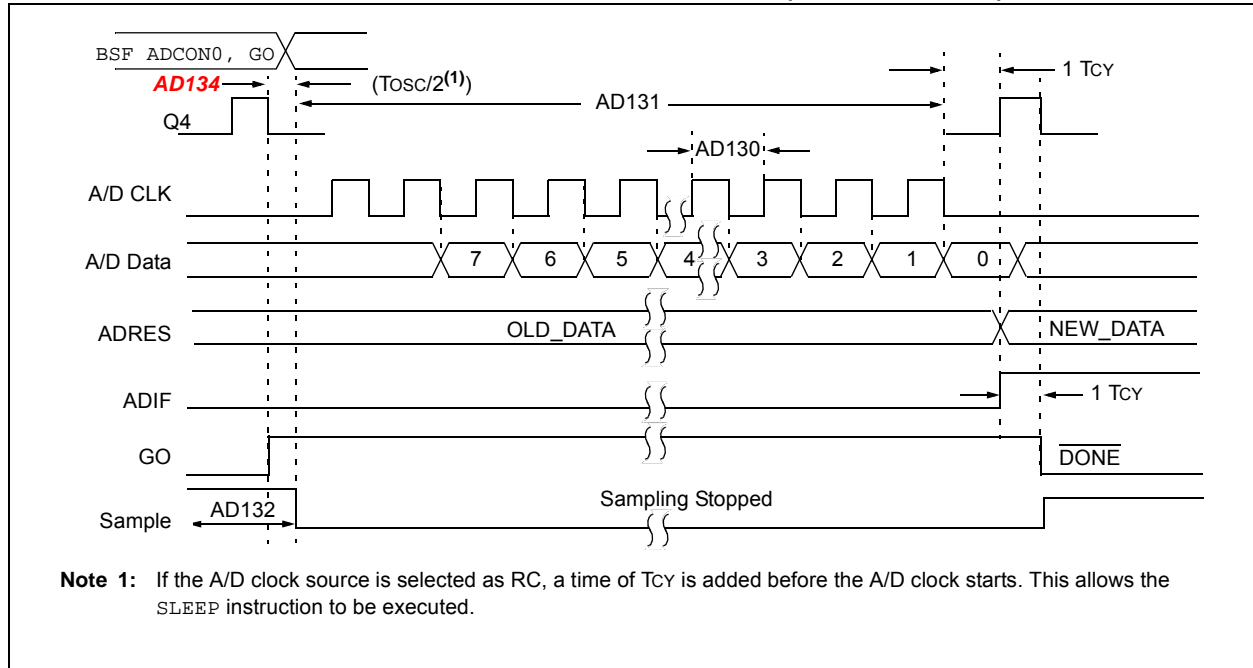 BSF ADCON0, GO
AD134 (TOSC/2(1)) 1 TCY
AD131
Q4
AD130
A/D CLK
A/D Data 7 6 5 4 3 2 1 0
OLD_DATA
ADRES NEW_DATA
ADIF 1 TCY
GO DONE
Sampling Stopped
AD132
Sample
Note 1: If the A/D clock source is selected as RC, a time of TCY is added before the A/D clock starts. This allows the
SLEEP instruction to be executed.